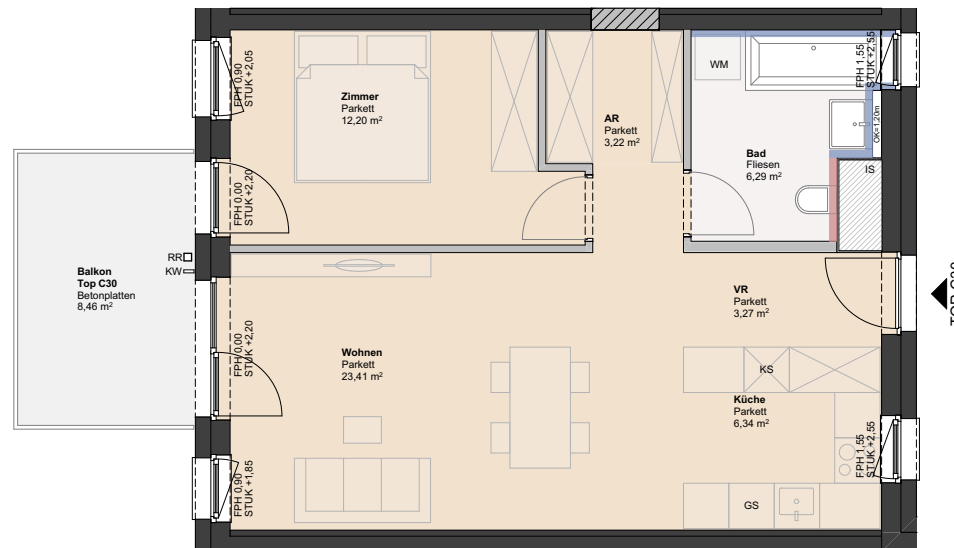 FPH 0,90
STUK +2,05
Zimmer
Parkett
12,20 m²
AR
Parkett
3,22 m²
WM
FPH 1,55
STUK +2,55
OK=1,20m
Bad
Fliesen
6,29 m²
IS
FPH 0,00
STUK +2,20
RR
KW
Balkon
Top C30
Betonplatten
8,46 m²
VR
Parkett
3,27 m²
FPH 0,00
STUK +2,20
Wohnen
Parkett
23,41 m²
KS
Küche
Parkett
6,34 m²
FPH 1,55
STUK +2,55
FPH 0,90
STUK +1,85
GS